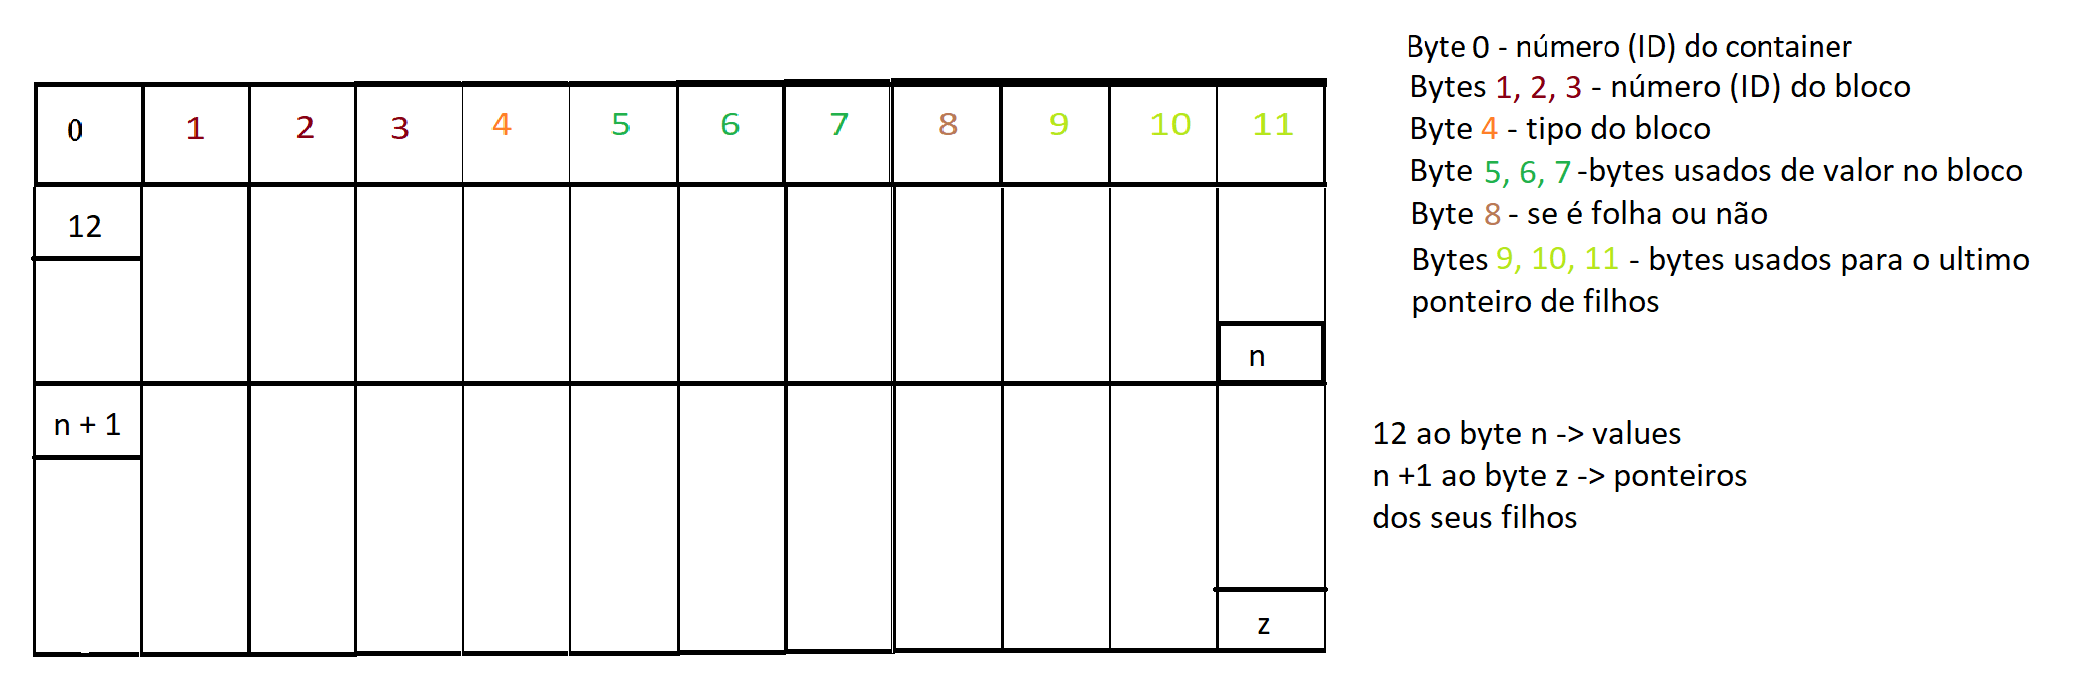 0 1 2 3 4 5 6 7 8 9 10 11
12
n
n + 1
z
Byte 0 - número (ID) do container
Bytes 1, 2, 3 - número (ID) do bloco
Byte 4 - tipo do bloco
Byte 5, 6, 7 -bytes usados de valor no bloco
Byte 8 - se é folha ou não
Bytes 9, 10, 11 - bytes usados para o ultimo
ponteiro de filhos
12 ao byte n -> values
n +1 ao byte z -> ponteiros
dos seus filhos